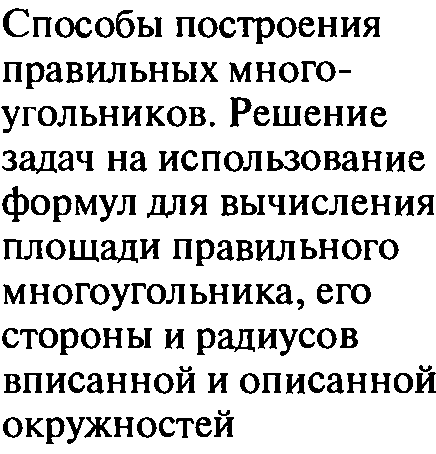 Способы построения
правильных много-
угольников. Решение
задач на использование
формул для вычисления
площади правильного
многоугольника, его
стороны и радиусов
вписанной и описанной
окружностей